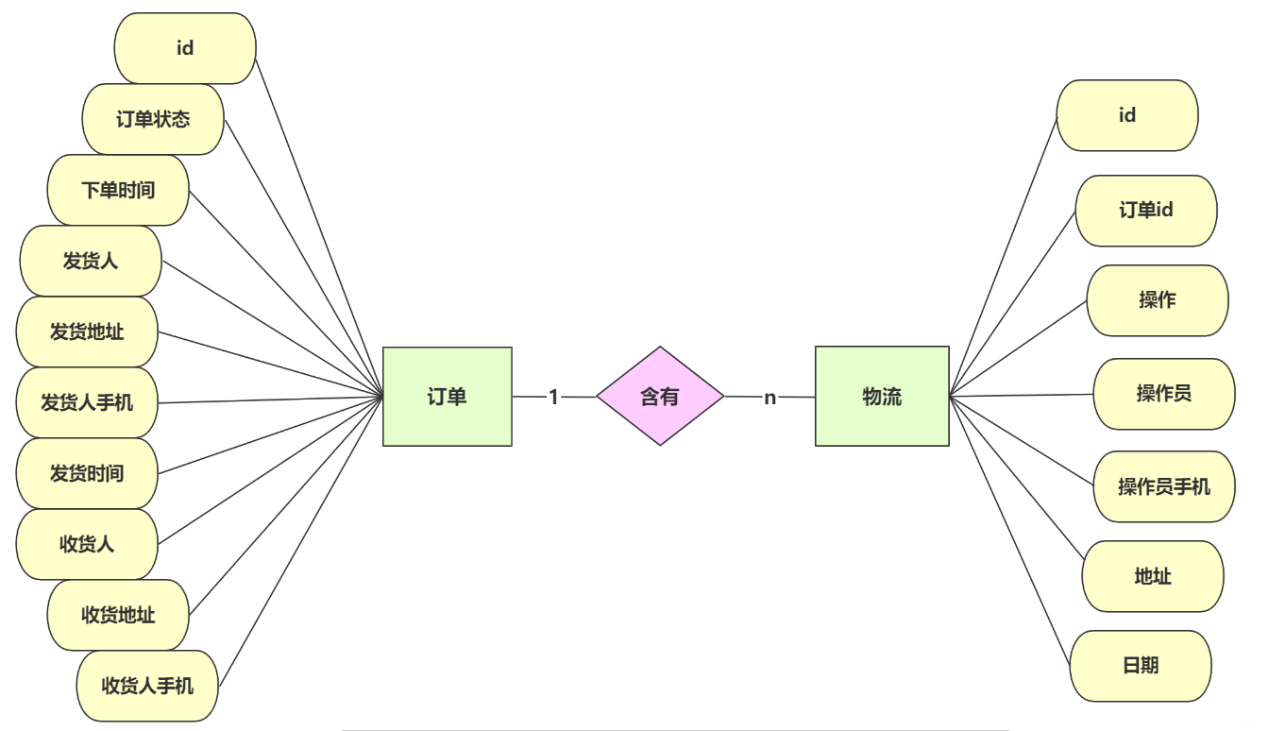 id
订单状态
下单时间
发货人
发货地址
发货人手机
发货时间
收货人
收货地址
收货人手机
订单
1
含有
n
物流
id
订单id
操作
操作员
操作员手机
地址
日期